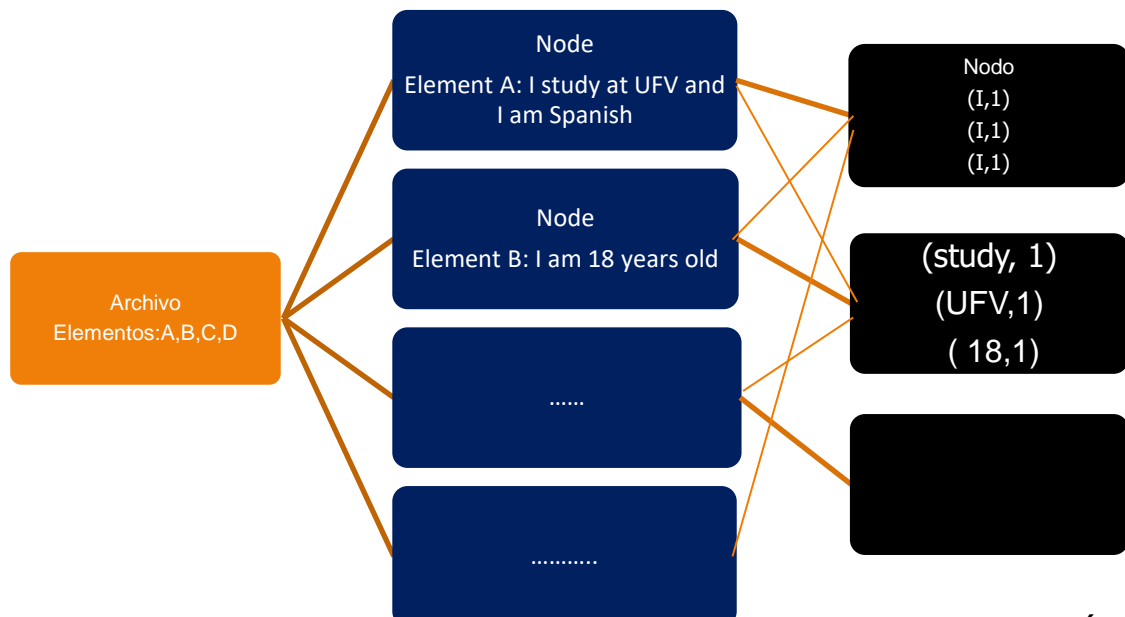 Archivo
Elementos:A,B,C,D
Node
Element A: I study at UFV and
I am Spanish
Node
Element B: I am 18 years old
......
...........
Nodo
(I,1)
(I,1)
(I,1)
(study, 1)
(UFV,1)
( 18,1)